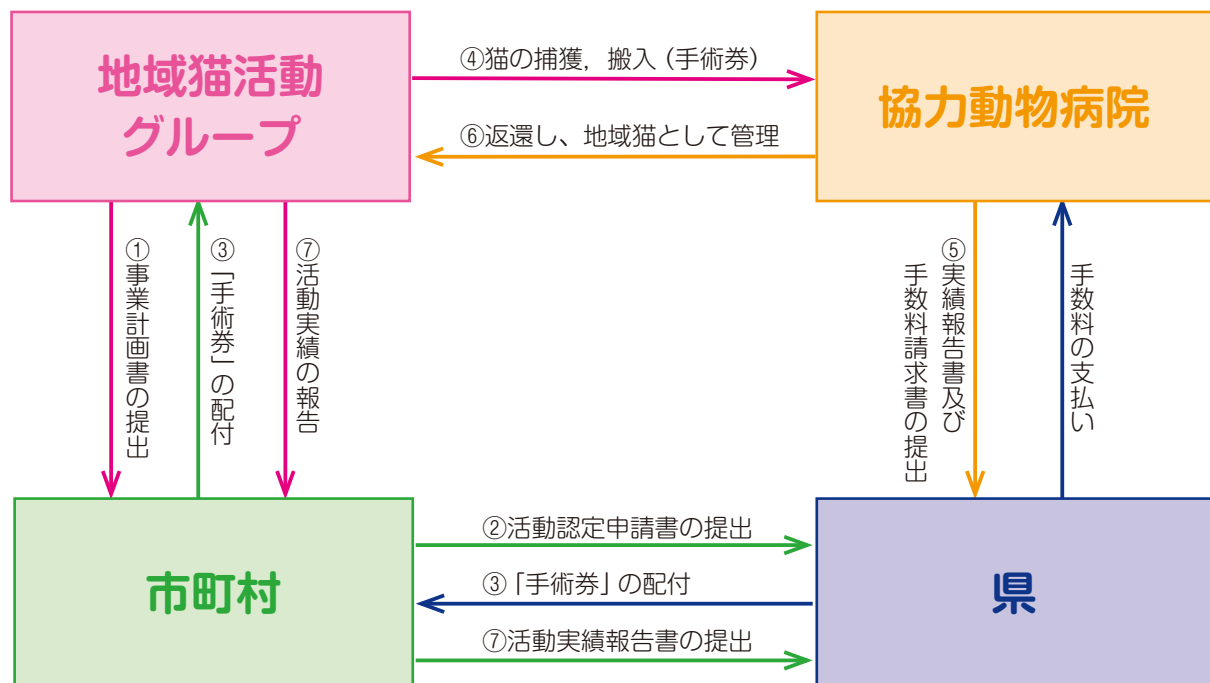 地域猫活動
グループ
④猫の捕獲，搬入（手術券）
⑥返還し、地域猫として管理
協力動物病院
①事業計画書の提出
③「手術券」の配付
⑦活動実績の報告
⑤実績報告書及び
手数料請求書の提出
手数料の支払い
市町村
②活動認定申請書の提出
③「手術券」の配付
⑦活動実績報告書の提出
県